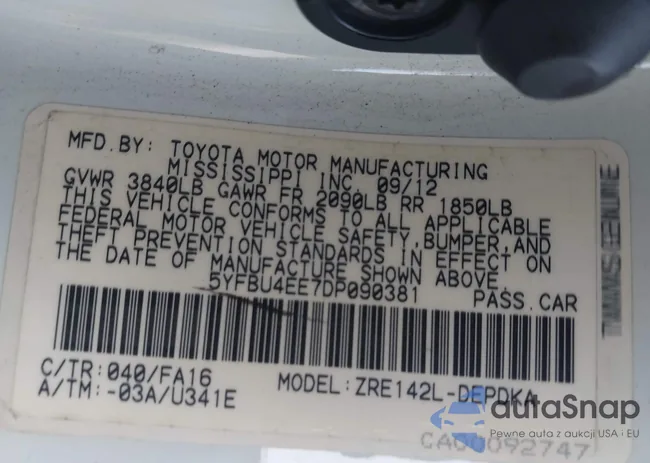 MFD.BY: TOYOTA MOTOR MANUFACTURING
MISSISSIPPI INC. 09/12
GVWR 3840LB GAWR FR 2090LB RR 1850LB
THIS VEHICLE CONFORMS TO ALL APPLICABLE
FEDERAL MOTOR VEHICLE SAFETY,BUMPER,AND
THEFT PREVENTION STANDARDS IN EFFECT ON
THE DATE OF MANUFACTURE SHOWN ABOVE.
5YFBU4EE7DP090381 PASS.CAR
C/TR:040/FA16 MODEL:ZRE142L-DEPDKA
A/TM:-03A/U341E
CA00092747
autoSnap
Pewne auta z aukcji USA i EU